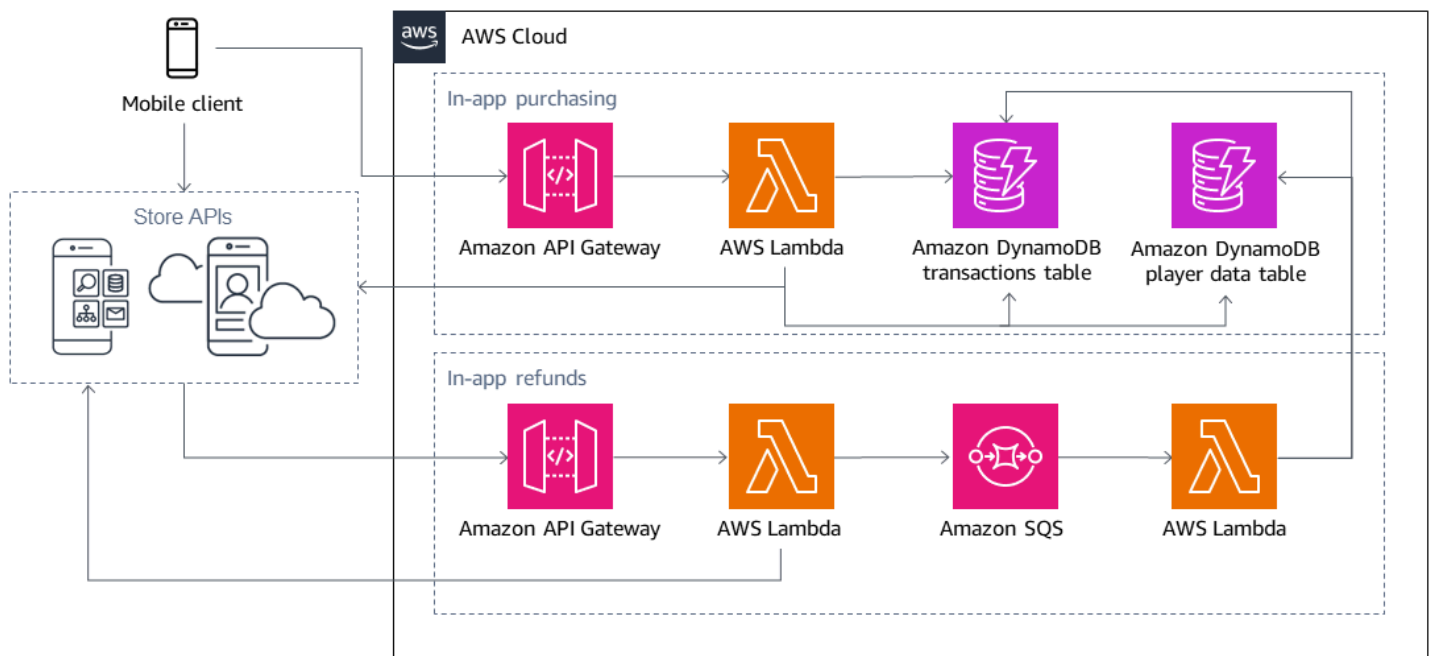 aws
AWS Cloud
Mobile client
In-app purchasing
Store APIs
</>
Amazon API Gateway
AWS Lambda
Amazon DynamoDB
transactions table
Amazon DynamoDB
player data table
In-app refunds
</>
Amazon API Gateway
AWS Lambda
Amazon SQS
AWS Lambda